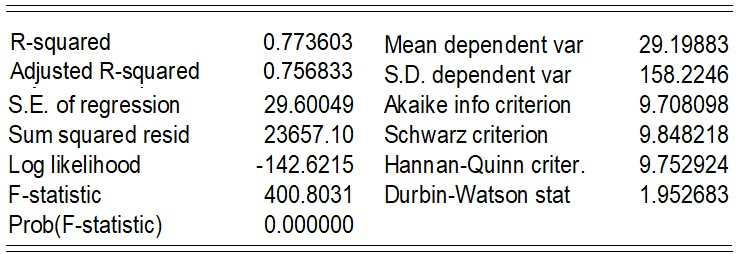 R-squared 0.773603 Mean dependent var 29.19883
Adjusted R-squared 0.756833 S.D. dependent var 158.2246
S.E. of regression 29.60049 Akaike info criterion 9.708098
Sum squared resid 23657.10 Schwarz criterion 9.848218
Log likelihood -142.6215 Hannan-Quinn criter. 9.752924
F-statistic 400.8031 Durbin-Watson stat 1.952683
Prob(F-statistic) 0.000000